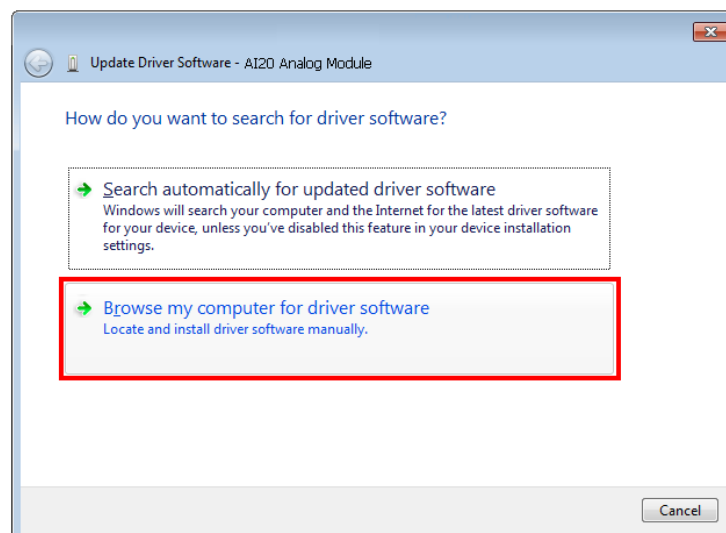 Update Driver Software - AI20 Analog Module
How do you want to search for driver software?
Search automatically for updated driver software
Windows will search your computer and the Internet for the latest driver software
for your device, unless you've disabled this feature in your device installation
settings.
Browse my computer for driver software
Locate and install driver software manually.
Cancel